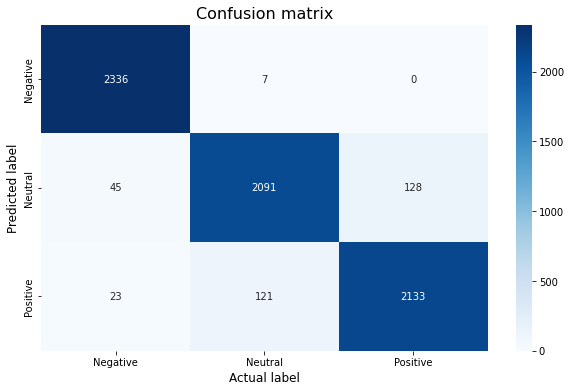 Confusion matrix
Predicted label
Negative 2336 7 0
Neutral 45 2091 128
Positive 23 121 2133
Negative Neutral Positive
Actual label
2000
1500
1000
500
0